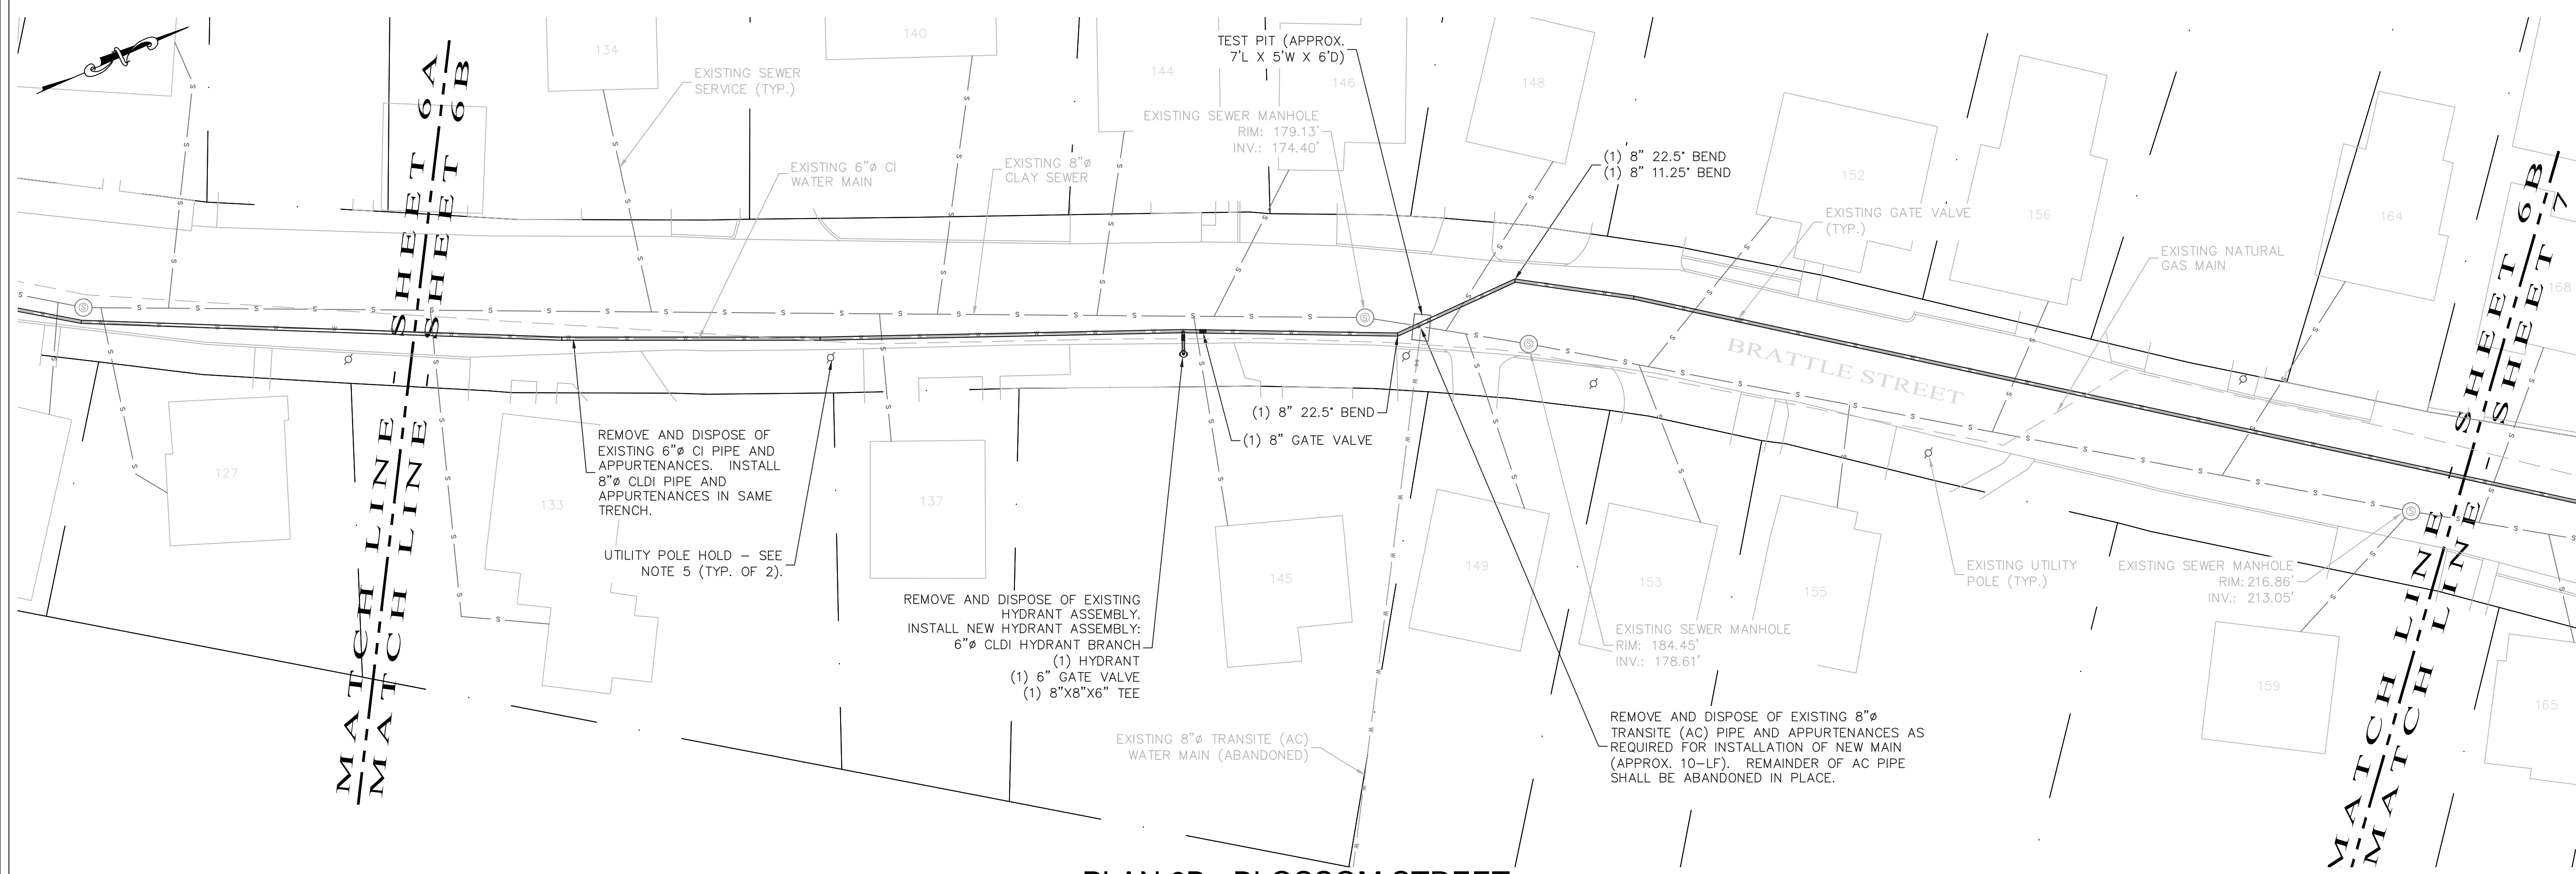 134
140
144
146
148
152
156
164
168
127
133
137
145
149
153
155
159
165
MATCH LINE - SHEET 6A
MATCH LINE - SHEET 6B
EXISTING SEWER
SERVICE (TYP.)
EXISTING 6"ø CI
WATER MAIN
EXISTING 8"ø
CLAY SEWER
TEST PIT (APPROX.
7'L X 5'W X 6'D)
EXISTING SEWER MANHOLE
RIM: 179.13'
INV.: 174.40'
(1) 8" 22.5° BEND
(1) 8" 11.25° BEND
EXISTING GATE VALVE
(TYP.)
EXISTING NATURAL
GAS MAIN
BRATTLE STREET
REMOVE AND DISPOSE OF
EXISTING 6"ø CI PIPE AND
APPURTENANCES. INSTALL
8"ø CLDI PIPE AND
APPURTENANCES IN SAME
TRENCH.
UTILITY POLE HOLD – SEE
NOTE 5 (TYP. OF 2).
(1) 8" 22.5° BEND
(1) 8" GATE VALVE
REMOVE AND DISPOSE OF EXISTING
HYDRANT ASSEMBLY.
INSTALL NEW HYDRANT ASSEMBLY:
6"ø CLDI HYDRANT BRANCH
(1) HYDRANT
(1) 6" GATE VALVE
(1) 8"X8"X6" TEE
EXISTING 8"ø TRANSITE (AC)
WATER MAIN (ABANDONED)
EXISTING SEWER MANHOLE
RIM: 184.45'
INV.: 178.61'
REMOVE AND DISPOSE OF EXISTING 8"ø
TRANSITE (AC) PIPE AND APPURTENANCES AS
REQUIRED FOR INSTALLATION OF NEW MAIN
(APPROX. 10-LF). REMAINDER OF AC PIPE
SHALL BE ABANDONED IN PLACE.
EXISTING UTILITY
POLE (TYP.)
EXISTING SEWER MANHOLE
RIM: 216.86'
INV.: 213.05'
MATCH LINE - SHEET 6B
MATCH LINE - SHEET 7